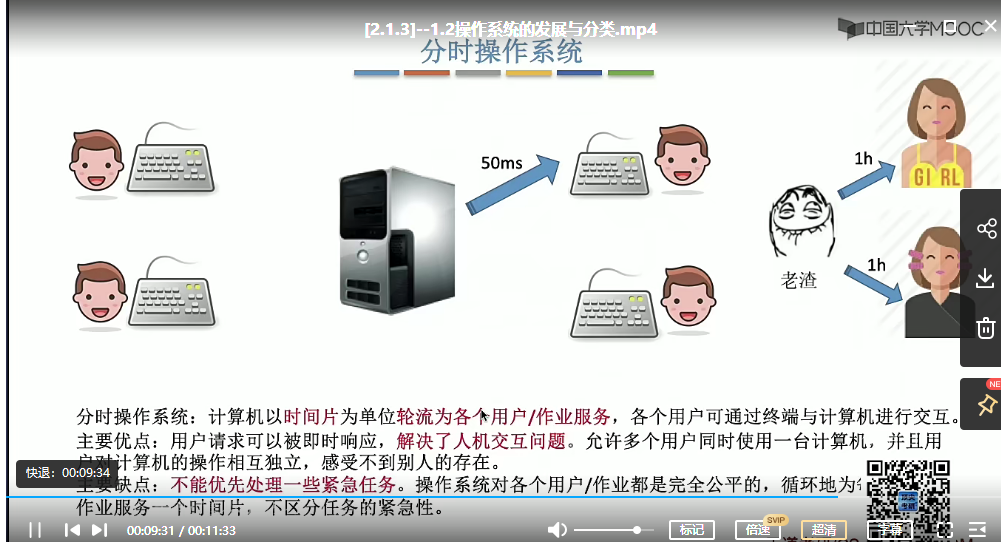 [2.1.3]--1.2操作系统的发展与分类.mp4
中国大学MOOC
分时操作系统
50ms
1h
GI RL
老渣
1h
NE
分时操作系统：计算机以时间片为单位轮流为各个用户/作业服务，各个用户可通过终端与计算机进行交互。
主要优点：用户请求可以被即时响应，解决了人机交互问题。允许多个用户同时使用一台计算机，并且用
户对计算机的操作相互独立，感受不到别人的存在。
快退：00:09:34
主要缺点：不能优先处理一些紧急任务。操作系统对各个用户/作业都是完全公平的，循环地为每
作业服务一个时间片，不区分任务的紧急性。
00:09:31 / 00:11:33
标记
倍速
SVIP
超清
字幕